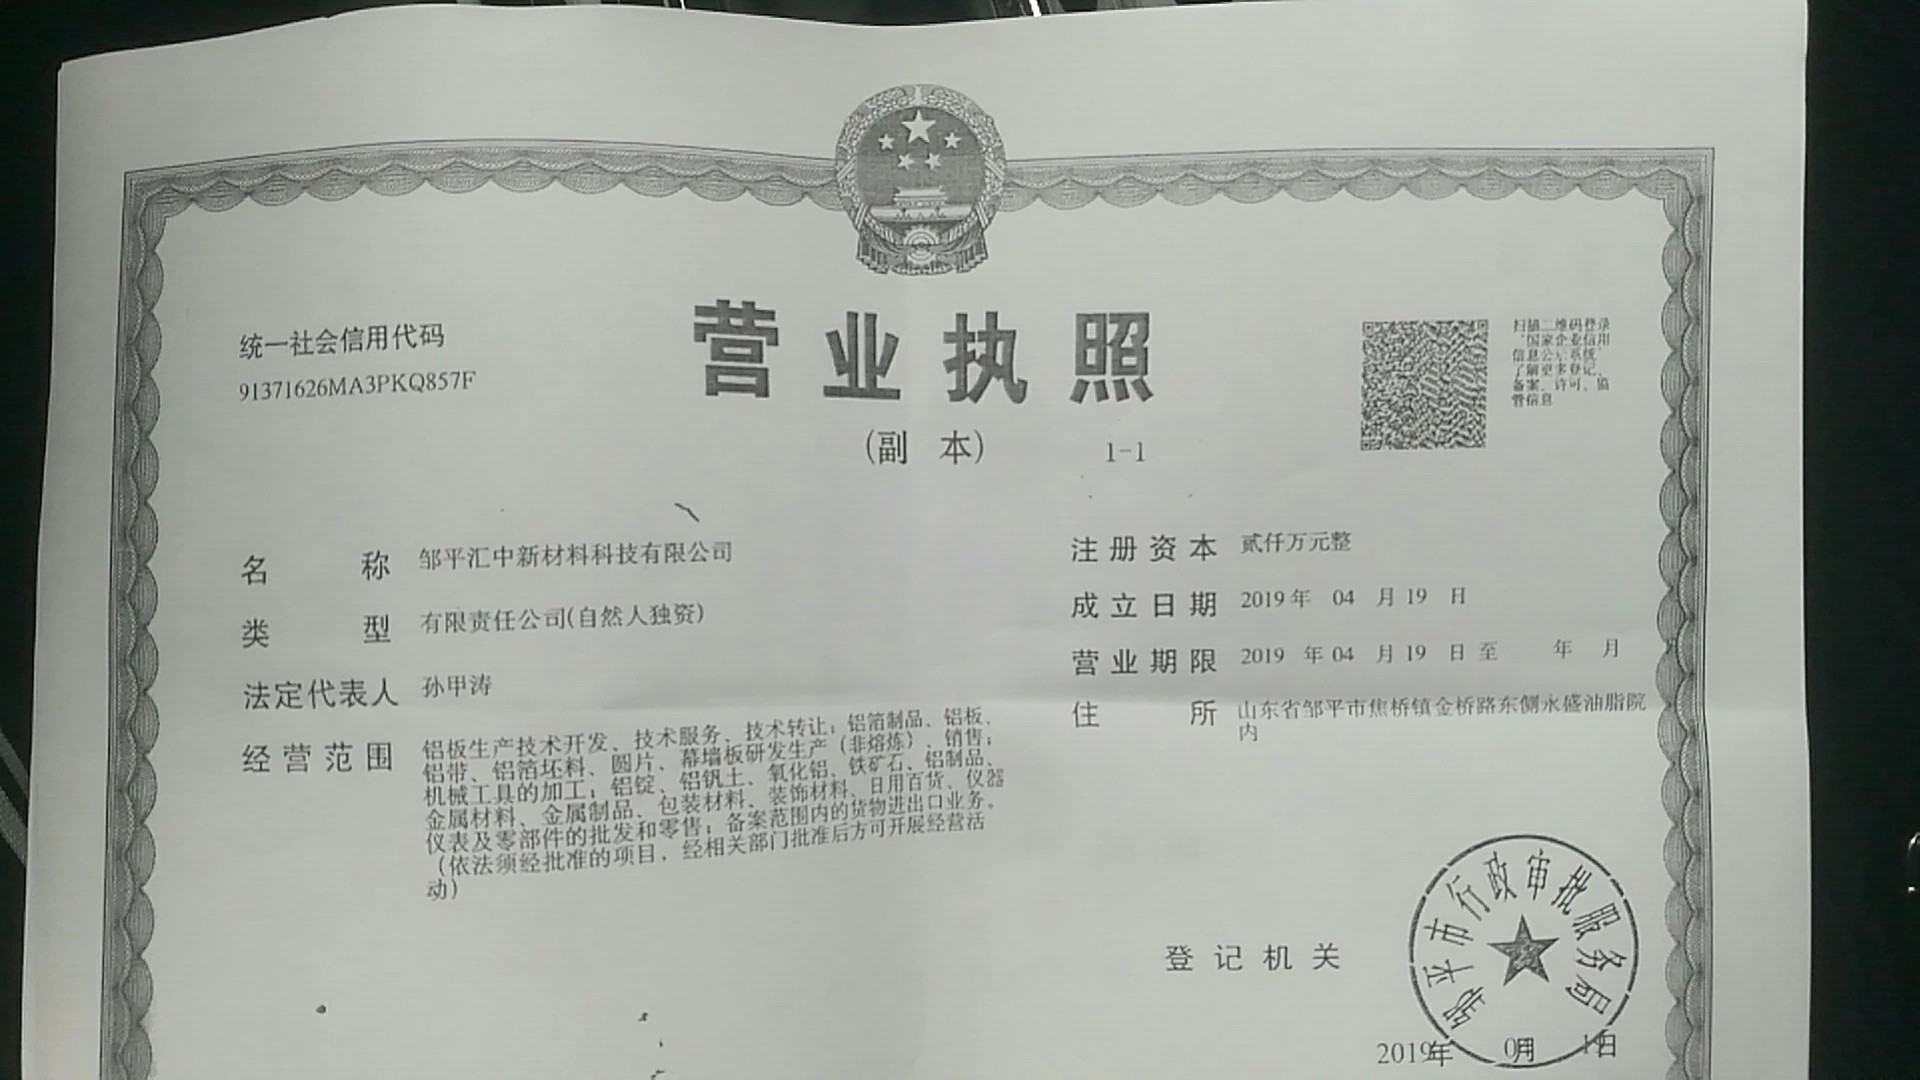 统一社会信用代码
91371626MA3PKQ857F
营业执照
(副 本) 1-1
扫描二维码登录
“国家企业信用
信息公示系统”
了解更多登记、
备案、许可、监
管信息
名 称 邹平汇中新材料科技有限公司
类 型 有限责任公司(自然人独资)
法定代表人 孙甲涛
经营范围 铝板生产技术开发、技术服务、技术转让；铝箔制品、铝板、
铝带、铝箔坯料、圆片、幕墙板研发生产（非熔炼）、销售；
机械工具的加工；铝锭、铝钒土、氧化铝、铁矿石、铝制品、
金属材料、金属制品、包装材料、装饰材料、日用百货、仪器
仪表及零部件的批发和零售；备案范围内的货物进出口业务。
（依法须经批准的项目，经相关部门批准后方可开展经营活
动）
注册资本 贰仟万元整
成立日期 2019 年 04 月 19 日
营业期限 2019 年 04 月 19 日 至 年 月
住 所 山东省邹平市焦桥镇金桥路东侧永盛油脂院
内
登记机关
邹平市行政审批服务局
2019年 月 日